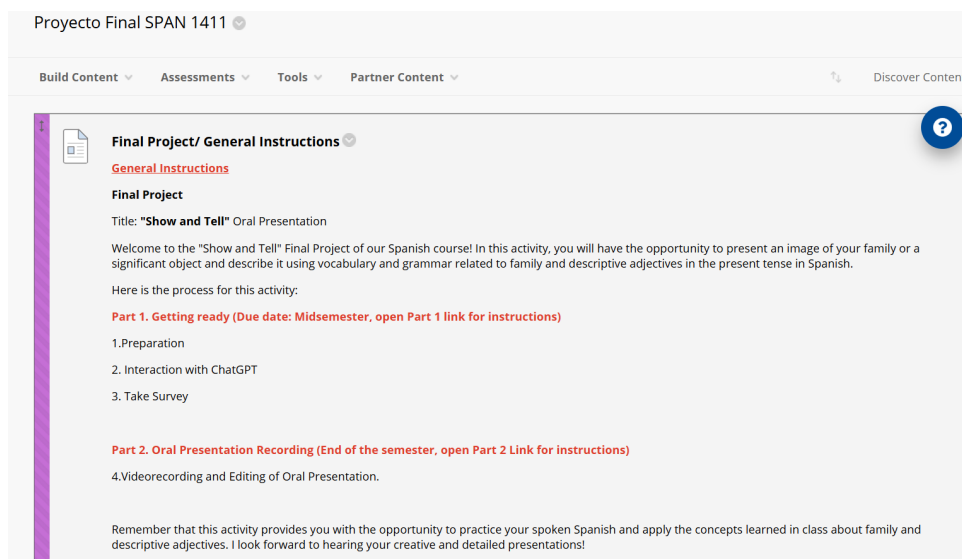 Proyecto Final SPAN 1411
Build Content
Assessments
Tools
Partner Content
Discover Conten
Final Project/ General Instructions
?
General Instructions
Final Project
Title: "Show and Tell" Oral Presentation
Welcome to the "Show and Tell" Final Project of our Spanish course! In this activity, you will have the opportunity to present an image of your family or a
significant object and describe it using vocabulary and grammar related to family and descriptive adjectives in the present tense in Spanish.
Here is the process for this activity:
Part 1. Getting ready (Due date: Midsemester, open Part 1 link for instructions)
1.Preparation
2. Interaction with ChatGPT
3. Take Survey
Part 2. Oral Presentation Recording (End of the semester, open Part 2 Link for instructions)
4.Videorecording and Editing of Oral Presentation.
Remember that this activity provides you with the opportunity to practice your spoken Spanish and apply the concepts learned in class about family and
descriptive adjectives. I look forward to hearing your creative and detailed presentations!